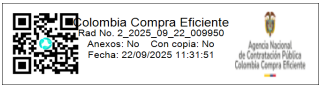 Colombia Compra Eficiente
Rad No. 2_2025_09_22_009950
Anexos: No Con copia: No
Fecha: 22/09/2025 11:31:51
Agencia Nacional
de Contratación Pública
Colombia Compra Eficiente